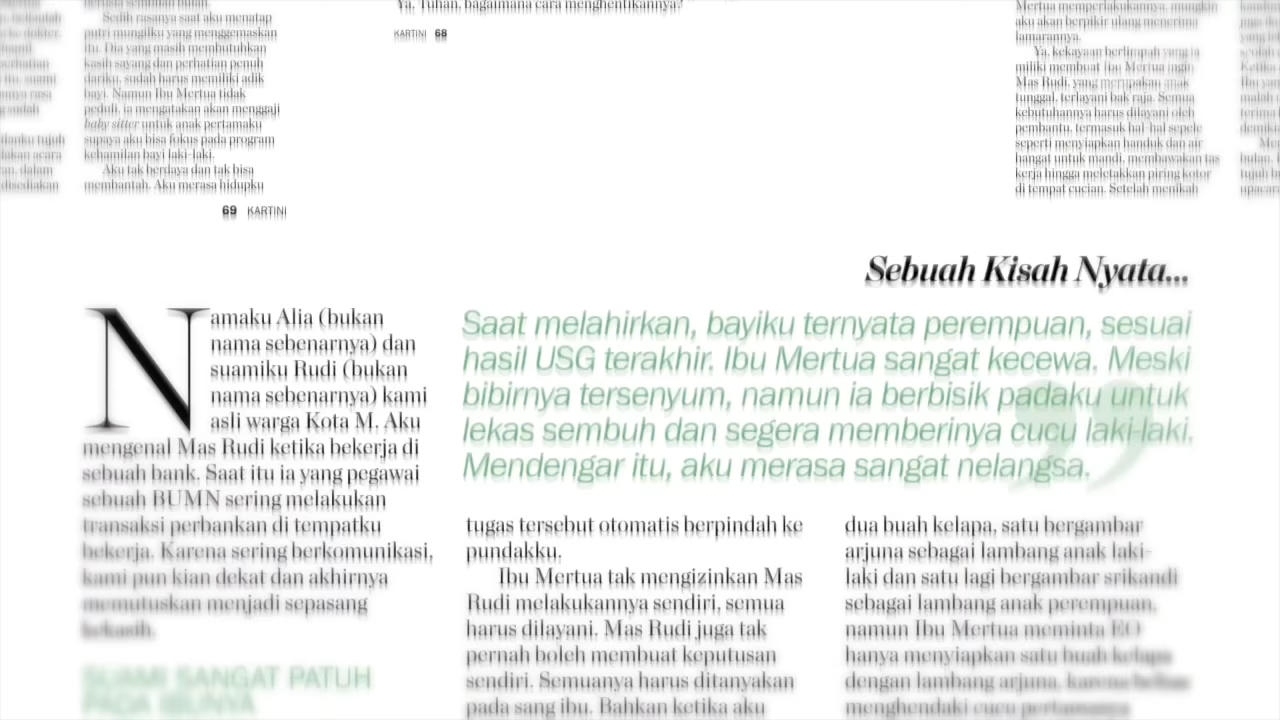 Sedih rasanya saat aku menatap
putri mungilku yang menggemaskan
itu. Dia yang masih membutuhkan
kasih sayang dan perhatian penuh
dariku, sudah harus memiliki adik
bayi. Namun Ibu Mertua tidak
peduli, ia mengatakan akan menggaji
baby sitter untuk anak pertamaku
supaya aku bisa fokus pada program
kehamilan bayi laki-laki.
Aku tak berdaya dan tak bisa
membantah. Aku merasa hidupku
69 KARTINI
Ya, Tuhan, bagaimana cara menghentikannya?
KARTINI 68
Mertua memperlakukannya, mungkin
aku akan berpikir ulang menerima
lamarannya.
Ya, kekayaan berlimpah yang ia
miliki membuat Ibu Mertua ingin
Mas Rudi, yang merupakan anak
tunggal, terlayani bak raja. Semua
kebutuhannya harus dilayani oleh
pembantu, termasuk hal-hal sepele
seperti menyiapkan handuk dan air
hangat untuk mandi, membawakan tas
kerja hingga meletakkan piring kotor
di tempat cucian. Setelah menikah
Sebuah Kisah Nyata...
Namaku Alia (bukan
nama sebenarnya) dan
suamiku Rudi (bukan
nama sebenarnya) kami
asli warga Kota M. Aku
mengenal Mas Rudi ketika bekerja di
sebuah bank. Saat itu ia yang pegawai
sebuah BUMN sering melakukan
transaksi perbankan di tempatku
bekerja. Karena sering berkomunikasi,
kami pun kian dekat dan akhirnya
memutuskan menjadi sepasang
kekasih.
SUAMI SANGAT PATUH
PADA IBUNYA
Saat melahirkan, bayiku ternyata perempuan, sesuai
hasil USG terakhir. Ibu Mertua sangat kecewa. Meski
bibirnya tersenyum, namun ia berbisik padaku untuk
lekas sembuh dan segera memberinya cucu laki-laki.
Mendengar itu, aku merasa sangat nelangsa.
tugas tersebut otomatis berpindah ke
pundakku.
Ibu Mertua tak mengizinkan Mas
Rudi melakukannya sendiri, semua
harus dilayani. Mas Rudi juga tak
pernah boleh membuat keputusan
sendiri. Semuanya harus ditanyakan
pada sang ibu. Bahkan ketika aku
dua buah kelapa, satu bergambar
arjuna sebagai lambang anak laki-
laki dan satu lagi bergambar srikandi
sebagai lambang anak perempuan,
namun Ibu Mertua meminta EO
hanya menyiapkan satu buah kelapa
dengan lambang arjuna, karena beliau
menghendaki cucu pertamanya